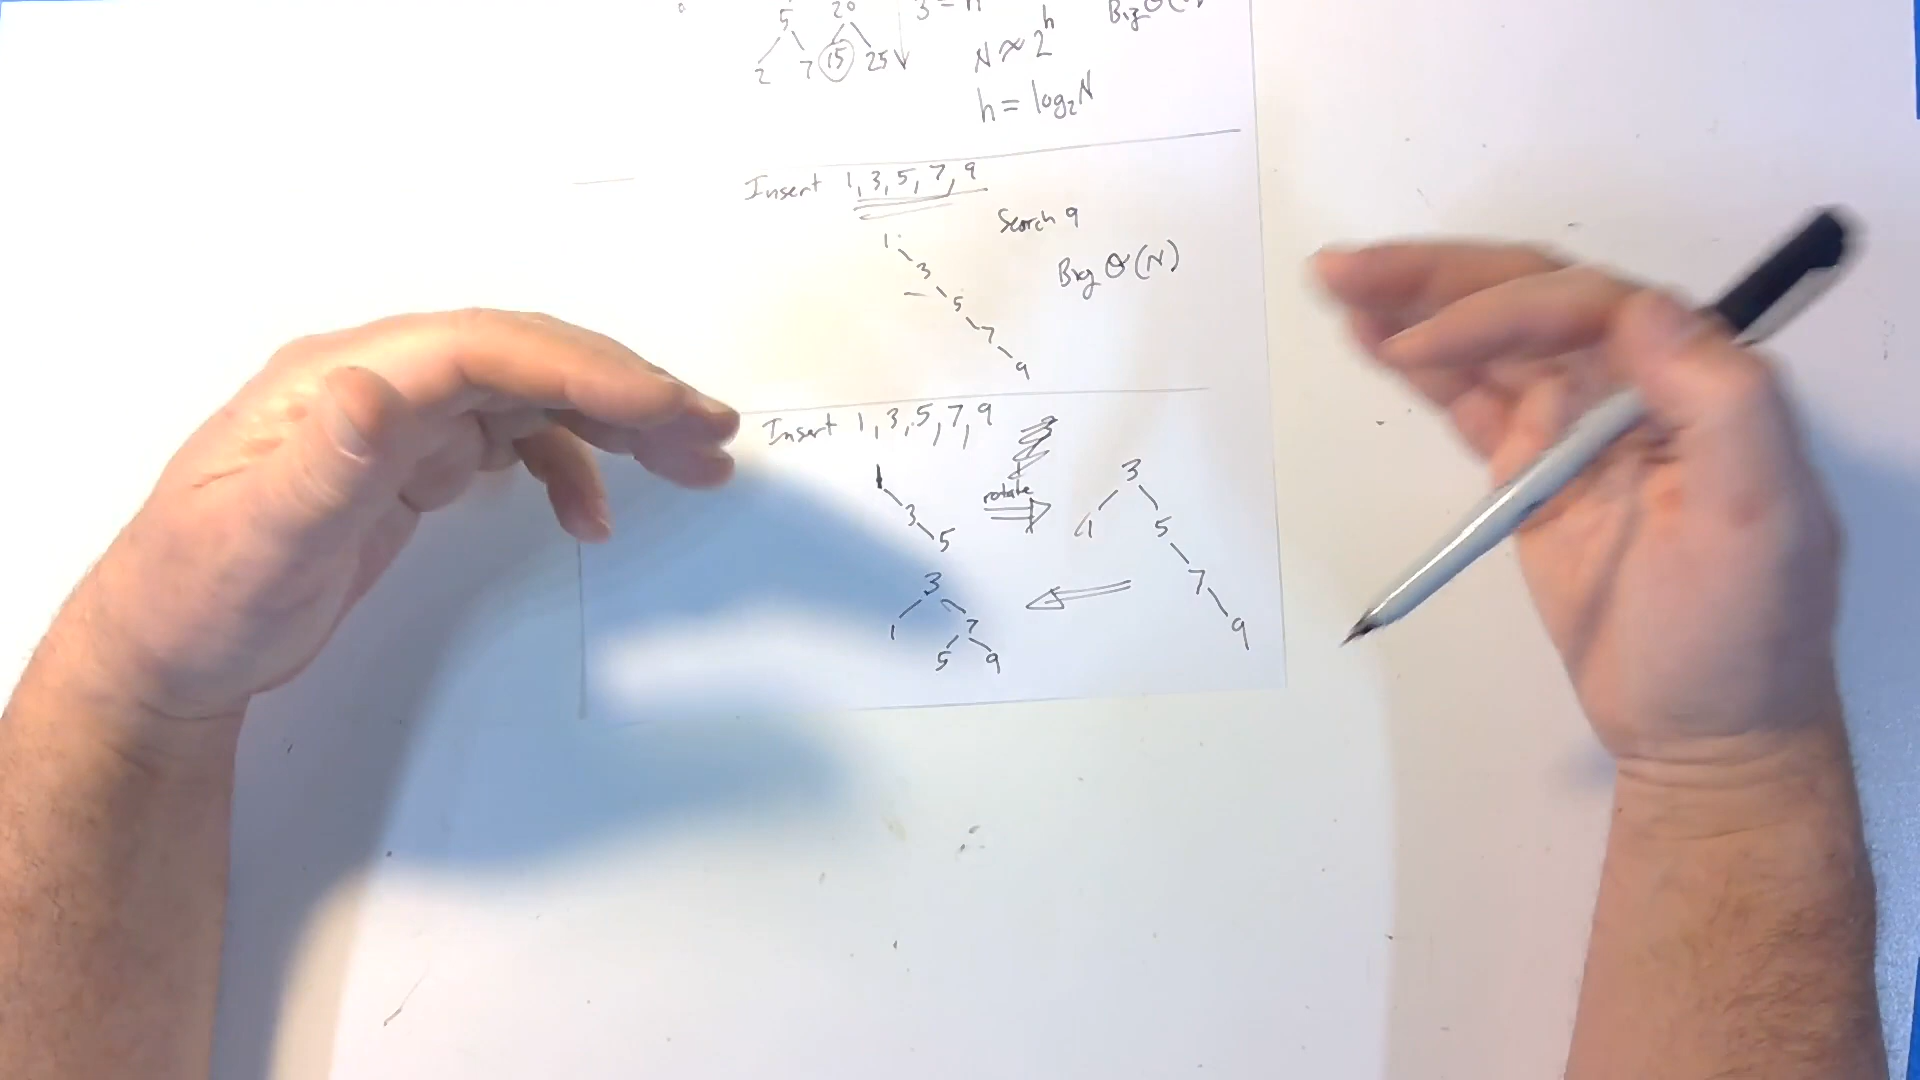 5 20
2 7 15 25
N ≈ 2^h
h = log₂N
Insert 1, 3, 5, 7, 9
Search 9
1
3
5
7
9
Big O (N)
Insert 1, 3, 5, 7, 9
1
3
5
rotate
3
1 5
7
9
3
1 7
5 9